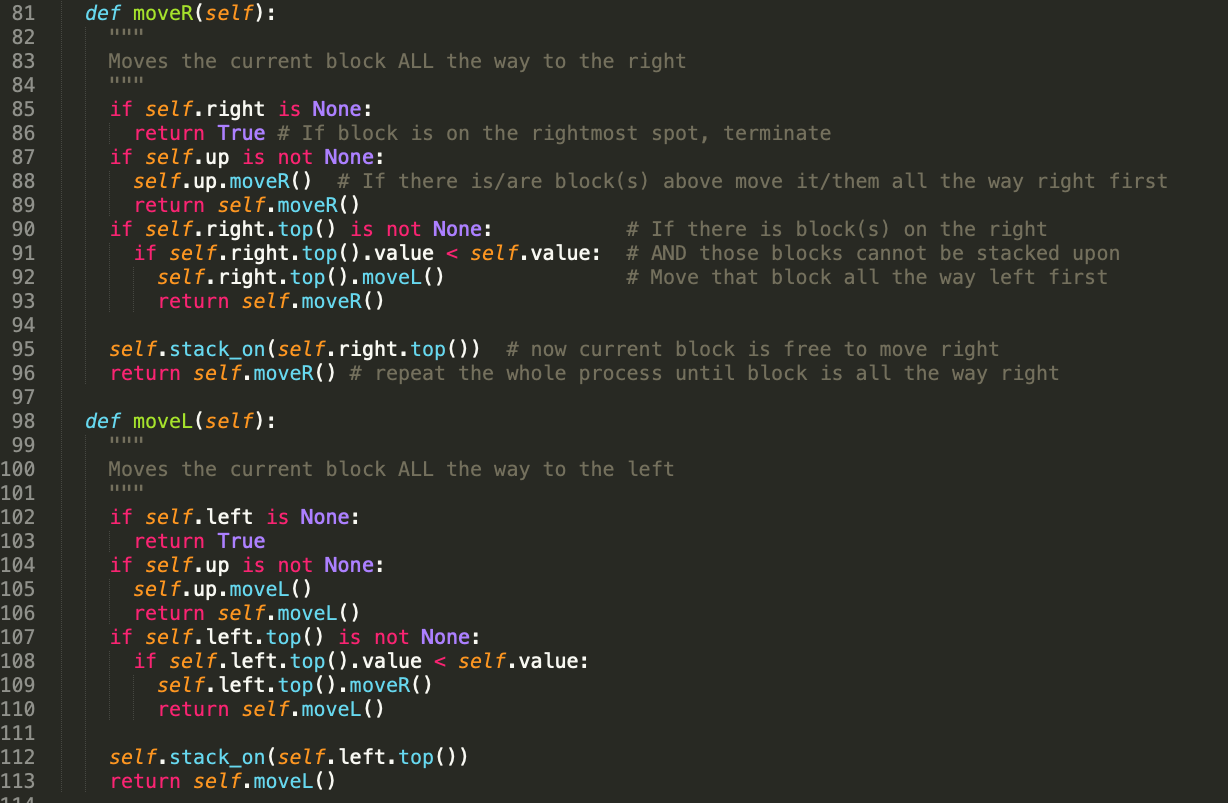 81 def moveR(self):
82 """
83 Moves the current block ALL the way to the right
84 """
85 if self.right is None:
86 return True # If block is on the rightmost spot, terminate
87 if self.up is not None:
88 self.up.moveR()  # If there is/are block(s) above move it/them all the way right first
89 return self.moveR()
90 if self.right.top() is not None:  # If there is block(s) on the right
91 if self.right.top().value < self.value:  # AND those blocks cannot be stacked upon
92 self.right.top().moveL()  # Move that block all the way left first
93 return self.moveR()
94
95 self.stack_on(self.right.top())  # now current block is free to move right
96 return self.moveR() # repeat the whole process until block is all the way right
97
98 def moveL(self):
99 """
100 Moves the current block ALL the way to the left
101 """
102 if self.left is None:
103 return True
104 if self.up is not None:
105 self.up.moveL()
106 return self.moveL()
107 if self.left.top() is not None:
108 if self.left.top().value < self.value:
109 self.left.top().moveR()
110 return self.moveL()
111
112 self.stack_on(self.left.top())
113 return self.moveL()